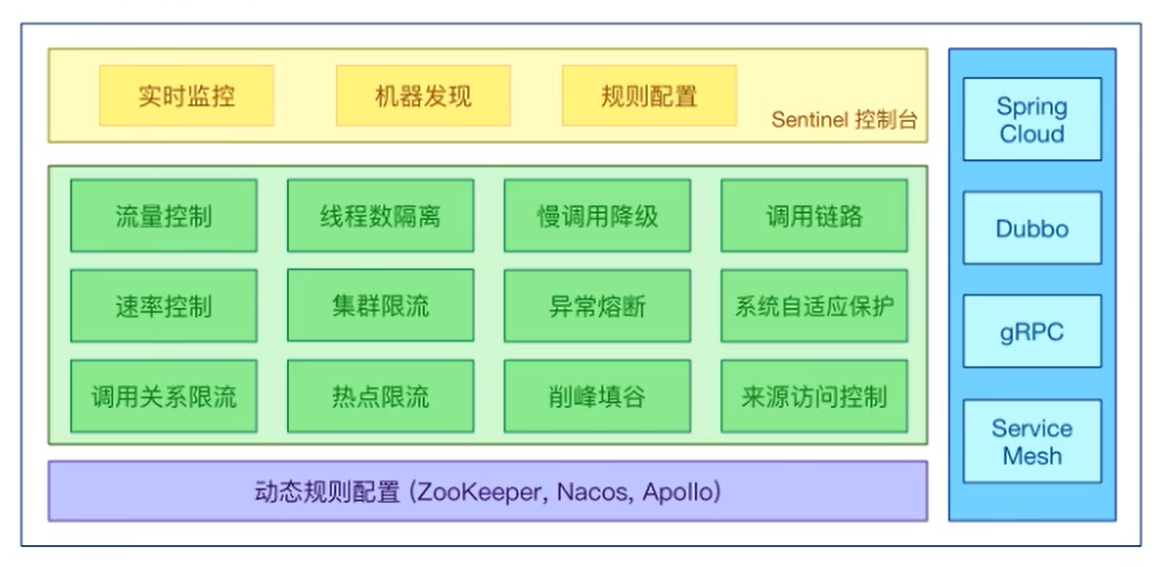 实时监控
机器发现
规则配置
Sentinel 控制台
流量控制
线程数隔离
慢调用降级
调用链路
速率控制
集群限流
异常熔断
系统自适应保护
调用关系限流
热点限流
削峰填谷
来源访问控制
动态规则配置 (ZooKeeper, Nacos, Apollo)
Spring
Cloud
Dubbo
gRPC
Service
Mesh